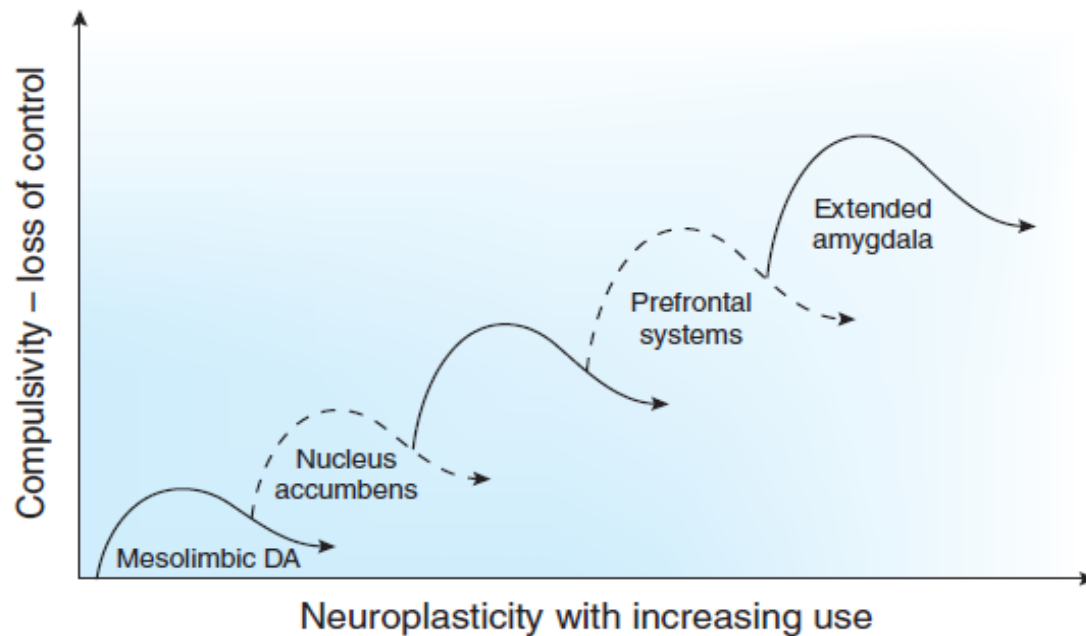 Compulsivity – loss of control
Extended
amygdala
Prefrontal
systems
Nucleus
accumbens
Mesolimbic DA
Neuroplasticity with increasing use